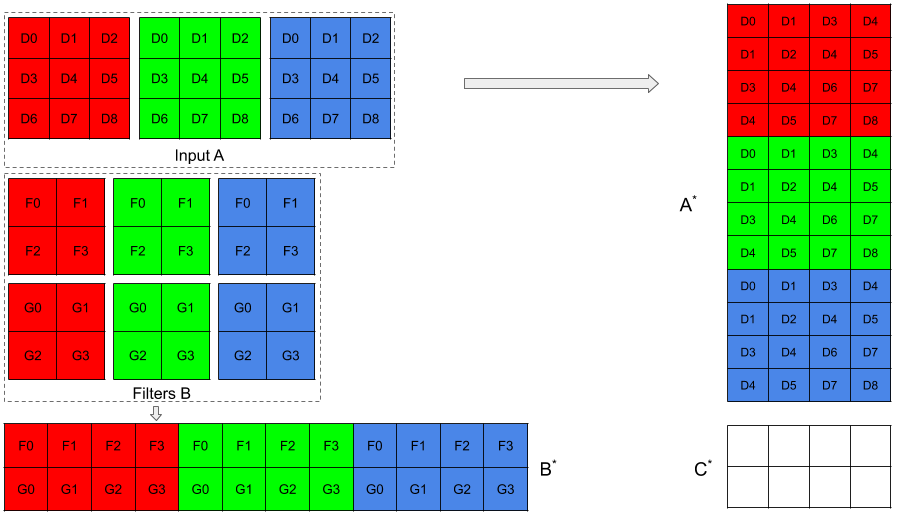 D0 D1 D2 D0 D1 D2 D0 D1 D2
D3 D4 D5 D3 D4 D5 D3 D4 D5
D6 D7 D8 D6 D7 D8 D6 D7 D8
Input A
F0 F1 F0 F1 F0 F1
F2 F3 F2 F3 F2 F3
G0 G1 G0 G1 G0 G1
G2 G3 G2 G3 G2 G3
Filters B
F0 F1 F2 F3 F0 F1 F2 F3 F0 F1 F2 F3
G0 G1 G2 G3 G0 G1 G2 G3 G0 G1 G2 G3
B*
D0 D1 D3 D4
D1 D2 D4 D5
D3 D4 D6 D7
D4 D5 D7 D8
D0 D1 D3 D4
D1 D2 D4 D5
D3 D4 D6 D7
D4 D5 D7 D8
D0 D1 D3 D4
D1 D2 D4 D5
D3 D4 D6 D7
D4 D5 D7 D8
A*
C*